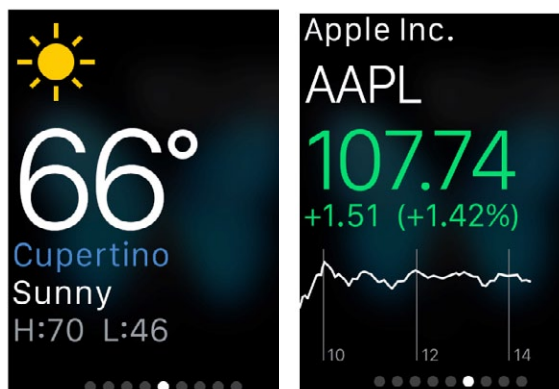 66°
Cupertino
Sunny
H:70 L:46
Apple Inc.
AAPL
107.74
+1.51 (+1.42%)
10 12 14